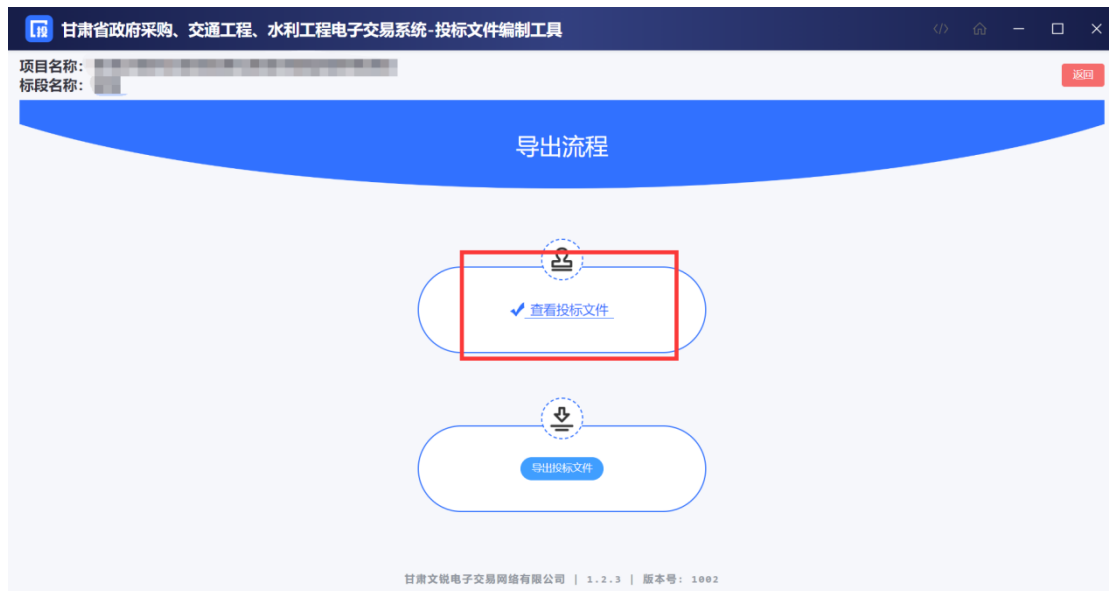 投 甘肃省政府采购、交通工程、水利工程电子交易系统-投标文件编制工具
项目名称:
标段名称:
返回
导出流程
查看投标文件
导出投标文件
甘肃文锐电子交易网络有限公司 | 1.2.3 | 版本号: 1002